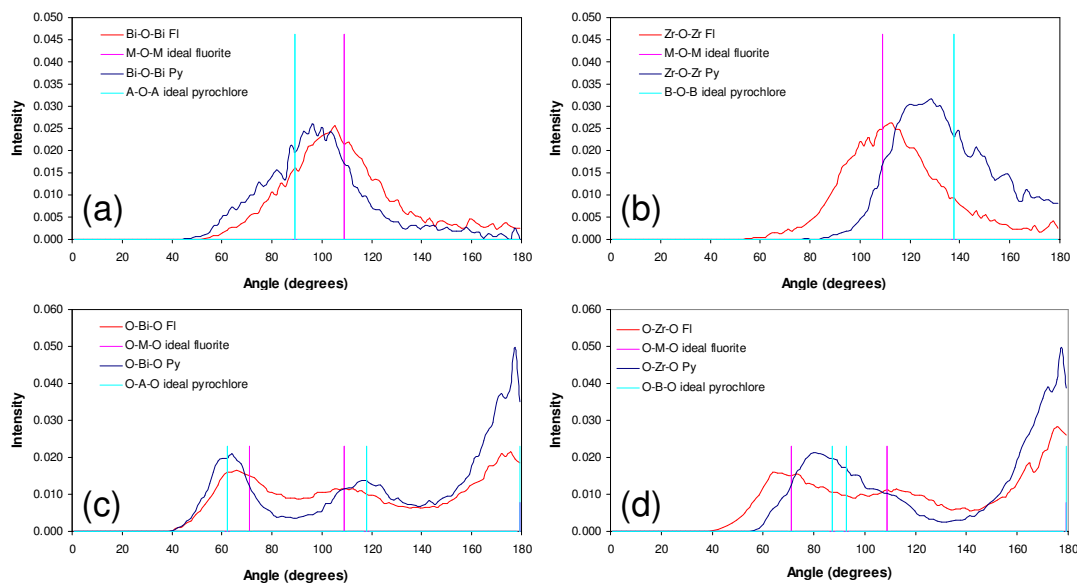 0.050
0.045
0.040
0.035
0.030
0.025
0.020
0.015
0.010
0.005
0.000
Intensity
Bi-O-Bi Fl
M-O-M ideal fluorite
Bi-O-Bi Py
A-O-A ideal pyrochlore
(a)
0 20 40 60 80 100 120 140 160 180
Angle (degrees)
0.050
0.045
0.040
0.035
0.030
0.025
0.020
0.015
0.010
0.005
0.000
Intensity
Zr-O-Zr Fl
M-O-M ideal fluorite
Zr-O-Zr Py
B-O-B ideal pyrochlore
(b)
0 20 40 60 80 100 120 140 160 180
Angle (degrees)
0.060
0.050
0.040
0.030
0.020
0.010
0.000
Intensity
O-Bi-O Fl
O-M-O ideal fluorite
O-Bi-O Py
O-A-O ideal pyrochlore
(c)
0 20 40 60 80 100 120 140 160 180
Angle (degrees)
0.060
0.050
0.040
0.030
0.020
0.010
0.000
Intensity
O-Zr-O Fl
O-M-O ideal fluorite
O-Zr-O Py
O-B-O ideal pyrochlore
(d)
0 20 40 60 80 100 120 140 160 180
Angle (degrees)